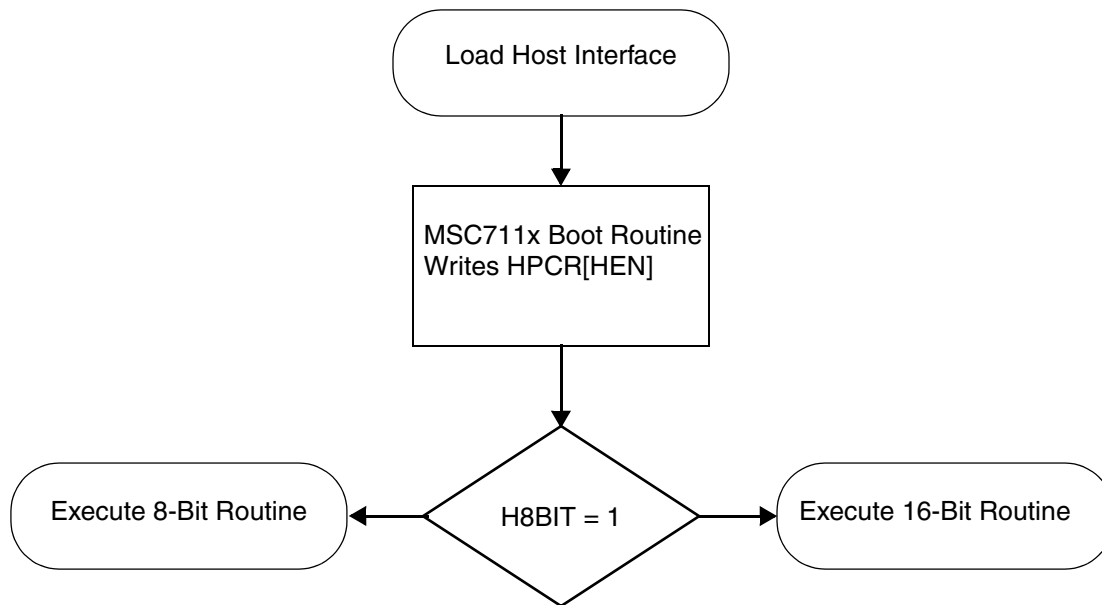 Load Host Interface
MSC711x Boot Routine
Writes HPCR[HEN]
Execute 8-Bit Routine
H8BIT = 1
Execute 16-Bit Routine